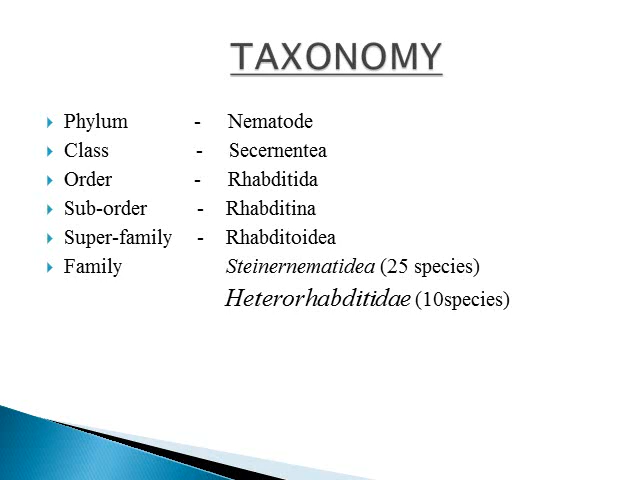 TAXONOMY
Phylum - Nematode
Class - Secernentea
Order - Rhabditida
Sub-order - Rhabditina
Super-family - Rhabditoidea
Family Steinernematidea (25 species)
Heterorhabditidae (10species)